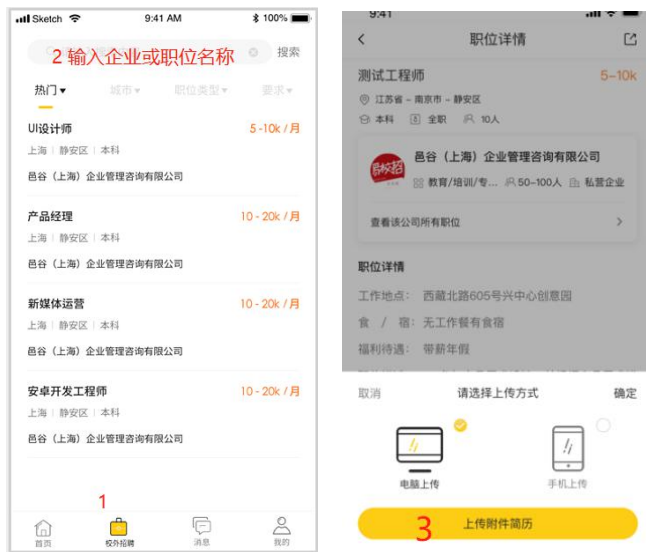 Sketch
9:41 AM
100%
2 输入企业或职位名称
搜索
热门▾
城市▾
职位类型▾
要求▾
UI设计师
5 -10k /月
上海 | 静安区 | 本科
邑谷（上海）企业管理咨询有限公司
产品经理
10 - 20k /月
上海 | 静安区 | 本科
邑谷（上海）企业管理咨询有限公司
新媒体运营
10 - 20k /月
上海 | 静安区 | 本科
邑谷（上海）企业管理咨询有限公司
安卓开发工程师
10 - 20k /月
上海 | 静安区 | 本科
邑谷（上海）企业管理咨询有限公司
1
首页
校外招聘
消息
我的
9:41
职位详情
测试工程师
5-10k
江苏省 - 南京市 - 静安区
本科
全职
10人
易校招
邑谷（上海）企业管理咨询有限公司
教育/培训/专...
50-100人
私营企业
查看该公司所有职位
职位详情
工作地点： 西藏北路605号兴中心创意园
食 / 宿：无工作餐有食宿
福利待遇： 带薪年假
取消
请选择上传方式
确定
电脑上传
手机上传
3
上传附件简历